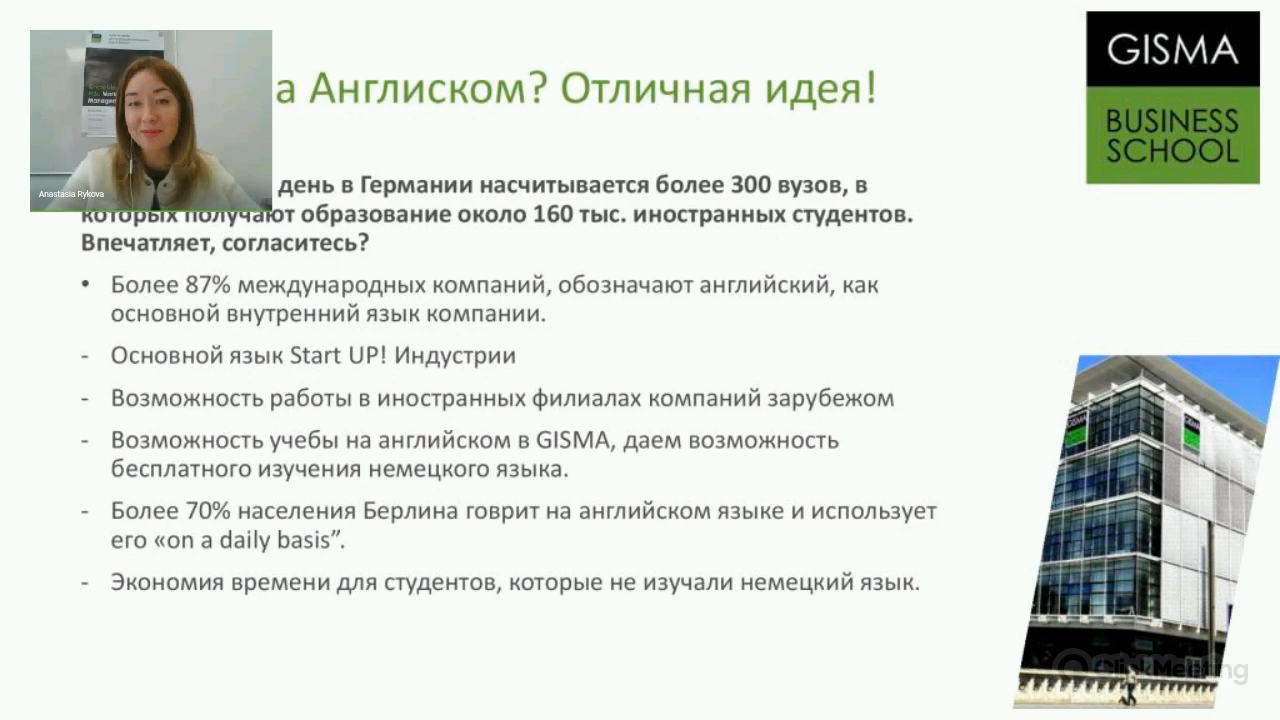 а Англиском? Отличная идея!
GISMA
BUSINESS
SCHOOL
Anastasia Rykova
день в Германии насчитывается более 300 вузов, в
которых получают образование около 160 тыс. иностранных студентов.
Впечатляет, согласитесь?
• Более 87% международных компаний, обозначают английский, как
основной внутренний язык компании.
- Основной язык Start UP! Индустрии
- Возможность работы в иностранных филиалах компаний зарубежом
- Возможность учебы на английском в GISMA, даем возможность
бесплатного изучения немецкого языка.
- Более 70% населения Берлина говрит на английском языке и использует
его «on a daily basis”.
- Экономия времени для студентов, которые не изучали немецкий язык.
ClickMeeting